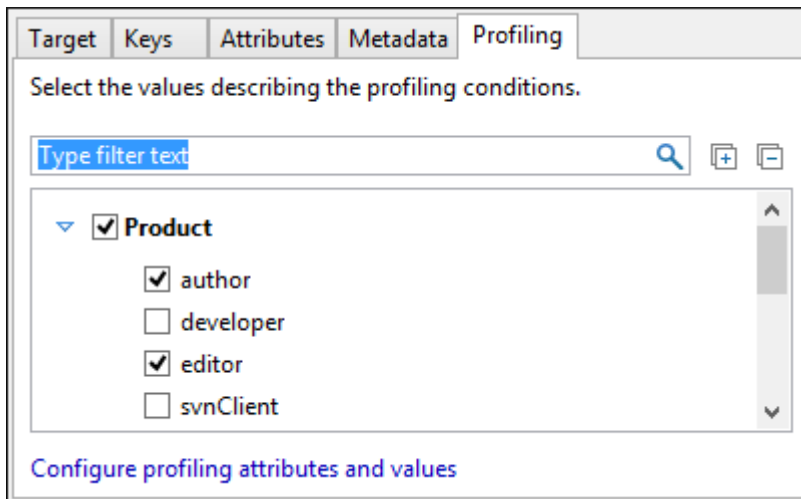 Target Keys Attributes Metadata Profiling
Select the values describing the profiling conditions.
Type filter text
Product
author
developer
editor
svnClient
Configure profiling attributes and values